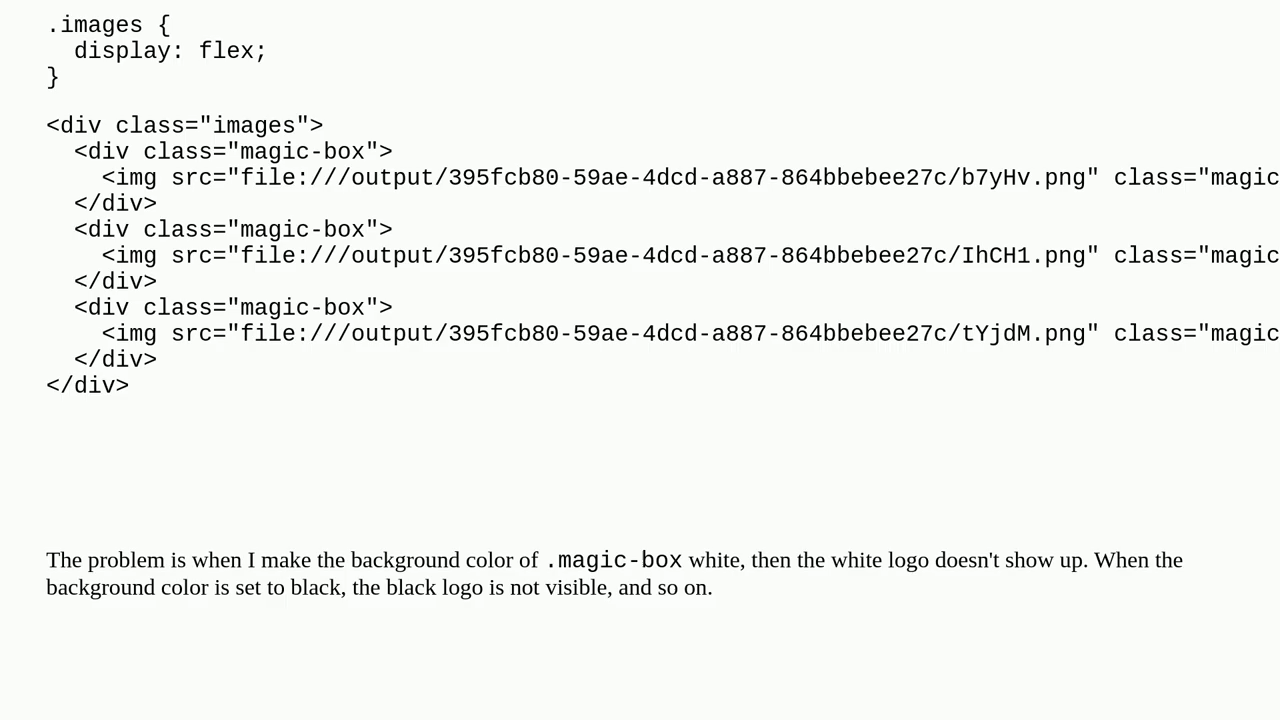 .images {
  display: flex;
}
<div class="images">
  <div class="magic-box">
    <img src="file:///output/395fcb80-59ae-4dcd-a887-864bbebee27c/b7yHv.png" class="magic
  </div>
  <div class="magic-box">
    <img src="file:///output/395fcb80-59ae-4dcd-a887-864bbebee27c/IhCH1.png" class="magic
  </div>
  <div class="magic-box">
    <img src="file:///output/395fcb80-59ae-4dcd-a887-864bbebee27c/tYjdM.png" class="magic
  </div>
</div>
The problem is when I make the background color of .magic-box white, then the white logo doesn't show up. When the
background color is set to black, the black logo is not visible, and so on.